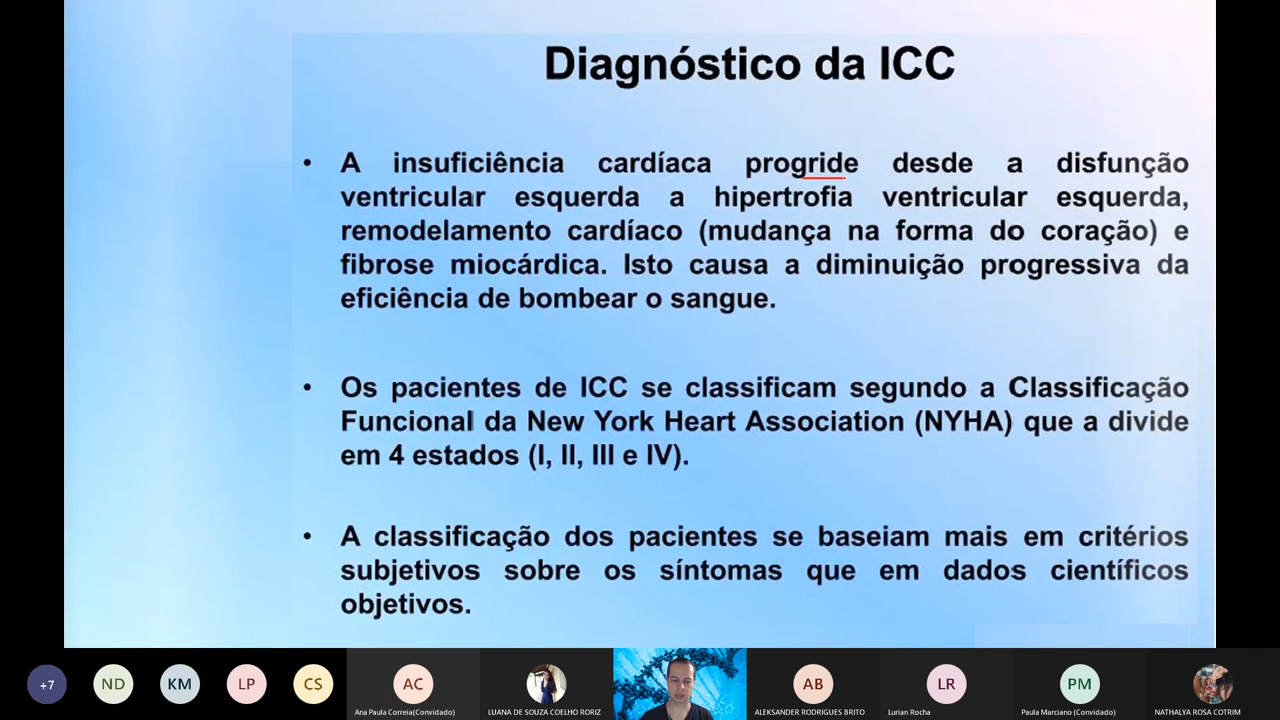 Diagnóstico da ICC
• A insuficiência cardíaca progride desde a disfunção
ventricular esquerda a hipertrofia ventricular esquerda,
remodelamento cardíaco (mudança na forma do coração) e
fibrose miocárdica. Isto causa a diminuição progressiva da
eficiência de bombear o sangue.
• Os pacientes de ICC se classificam segundo a Classificação
Funcional da New York Heart Association (NYHA) que a divide
em 4 estados (I, II, III e IV).
• A classificação dos pacientes se baseiam mais em critérios
subjetivos sobre os síntomas que em dados científicos
objetivos.
+7 ND KM LP CS AC AB LR PM
Ana Paula Correia(Convidado) LUANA DE SOUZA COELHO RORIZ ALEKSANDER RODRIGUES BRITO Lurian Rocha Paula Marciano (Convidado) NATHALYA ROSA COTRIM